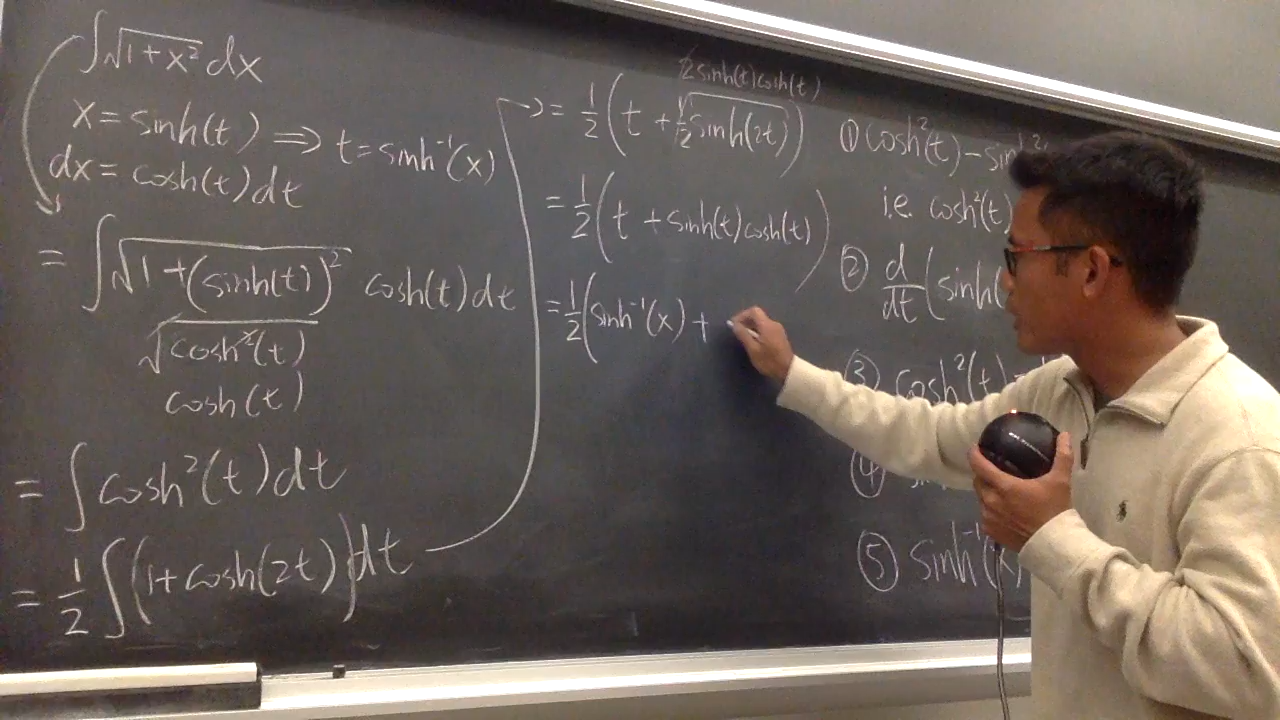 ∫√(1+x²) dx
x = sinh(t) ⇒ t = sinh⁻¹(x)
dx = cosh(t) dt
= ∫√(1+(sinh(t))²) cosh(t) dt
√(cosh²(t))
cosh(t)
= ∫ cosh²(t) dt
= 1/2 ∫(1+cosh(2t)) dt
2 sinh(t) cosh(t)
= 1/2 (t + 1/2 sinh(2t))
= 1/2 (t + sinh(t) cosh(t))
= 1/2 (sinh⁻¹(x) +
① cosh²(t) − sinh²
i.e. cosh²(t)
② d/dt (sinh(
③ cosh²(t)
④
⑤ sinh⁻¹(x)